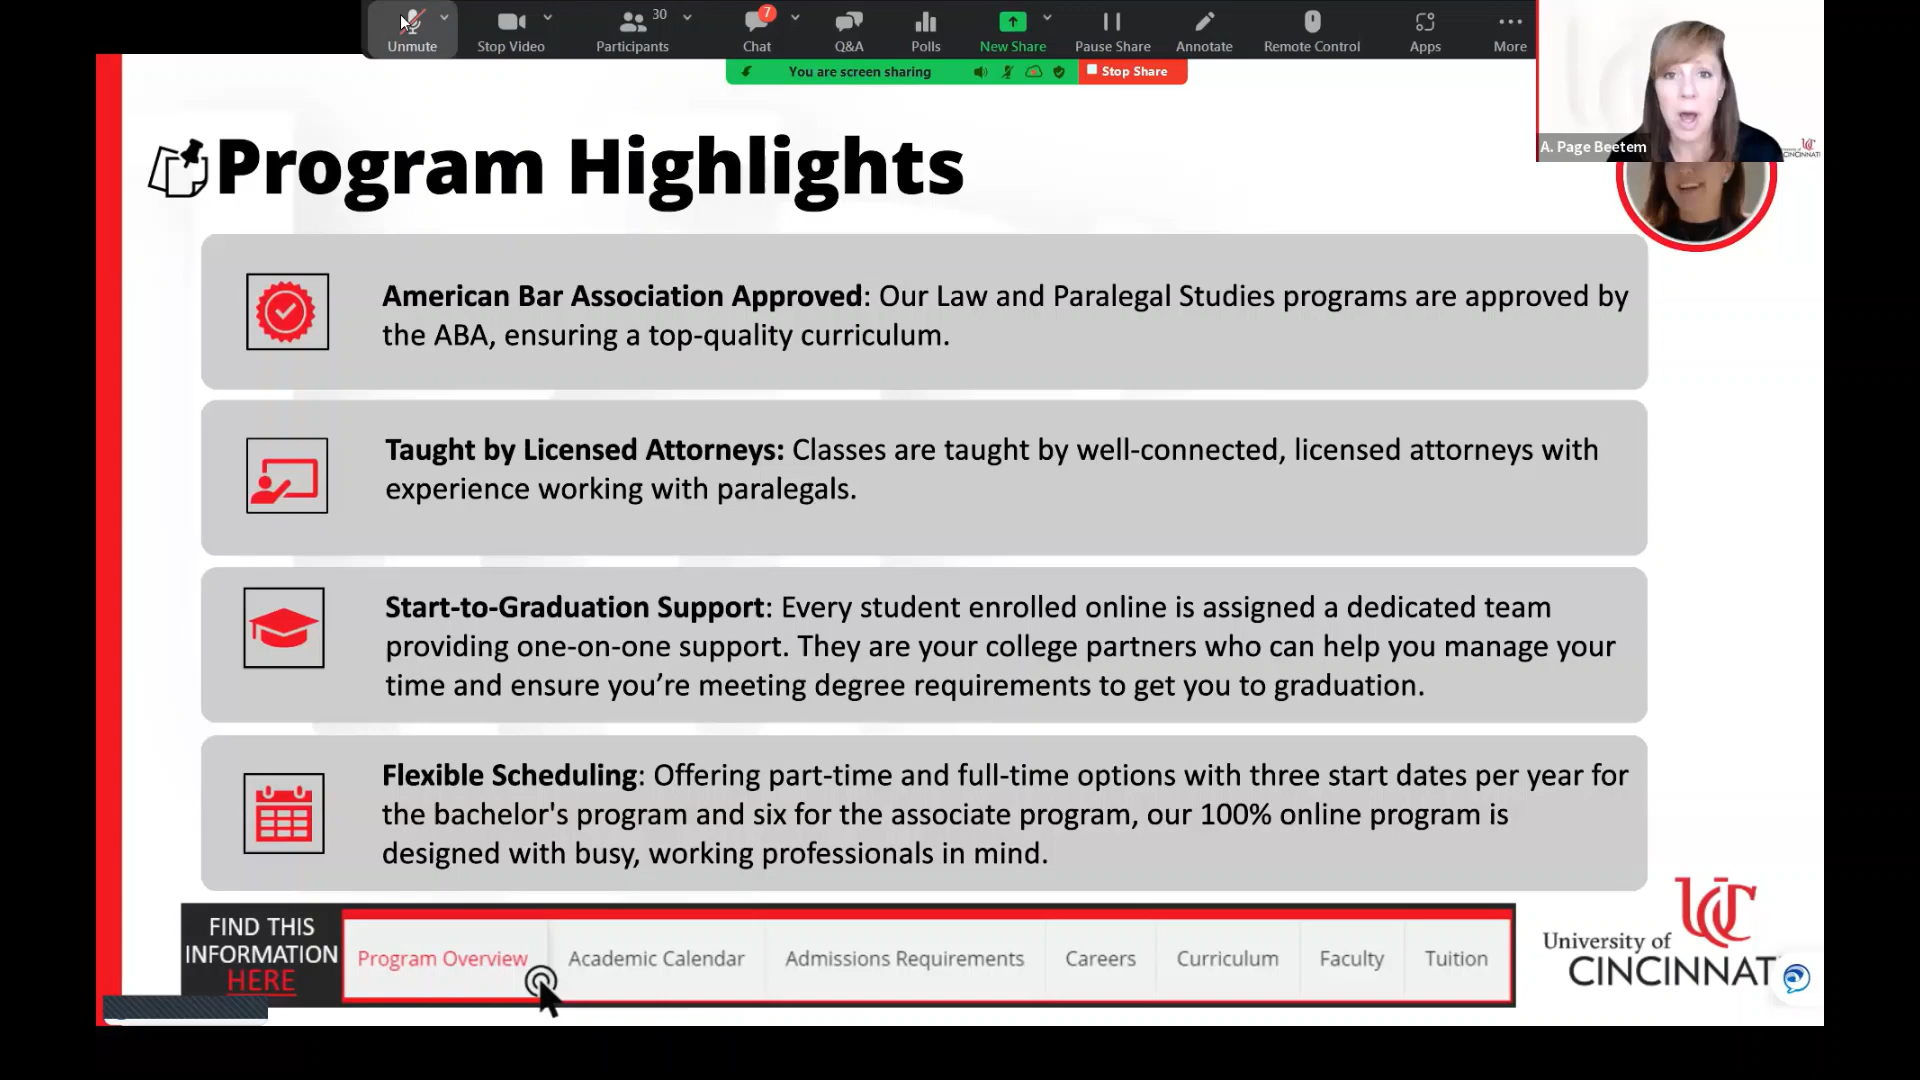 Unmute
Stop Video
30
Participants
7
Chat
Q&A
Polls
New Share
Pause Share
Annotate
Remote Control
Apps
More
You are screen sharing
Stop Share
A. Page Beetem
Program Highlights
American Bar Association Approved: Our Law and Paralegal Studies programs are approved by
the ABA, ensuring a top-quality curriculum.
Taught by Licensed Attorneys: Classes are taught by well-connected, licensed attorneys with
experience working with paralegals.
Start-to-Graduation Support: Every student enrolled online is assigned a dedicated team
providing one-on-one support. They are your college partners who can help you manage your
time and ensure you’re meeting degree requirements to get you to graduation.
Flexible Scheduling: Offering part-time and full-time options with three start dates per year for
the bachelor's program and six for the associate program, our 100% online program is
designed with busy, working professionals in mind.
FIND THIS
INFORMATION
HERE
Program Overview
Academic Calendar
Admissions Requirements
Careers
Curriculum
Faculty
Tuition
UC
University of
CINCINNAT